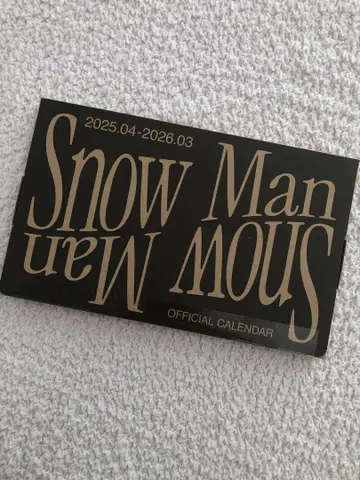 2025.04-2026.03
Snow Man
Snow Man
OFFICIAL CALENDAR